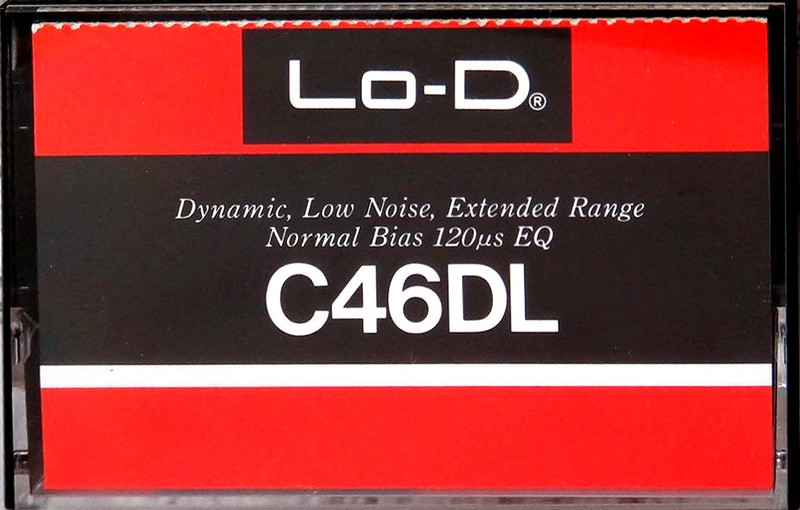 Lo-D®
Dynamic, Low Noise, Extended Range
Normal Bias 120µs EQ
C46DL